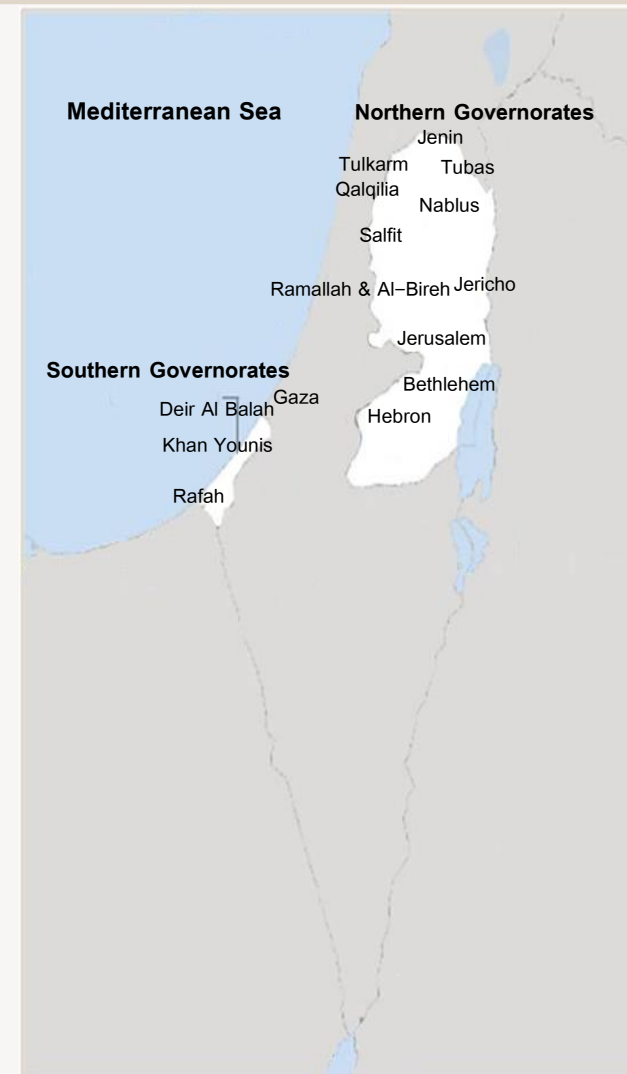 Mediterranean Sea
Northern Governorates
Jenin
Tulkarm
Tubas
Qalqilia
Nablus
Salfit
Ramallah & Al-Bireh
Jericho
Jerusalem
Southern Governorates
Bethlehem
Gaza
Deir Al Balah
Hebron
Khan Younis
Rafah